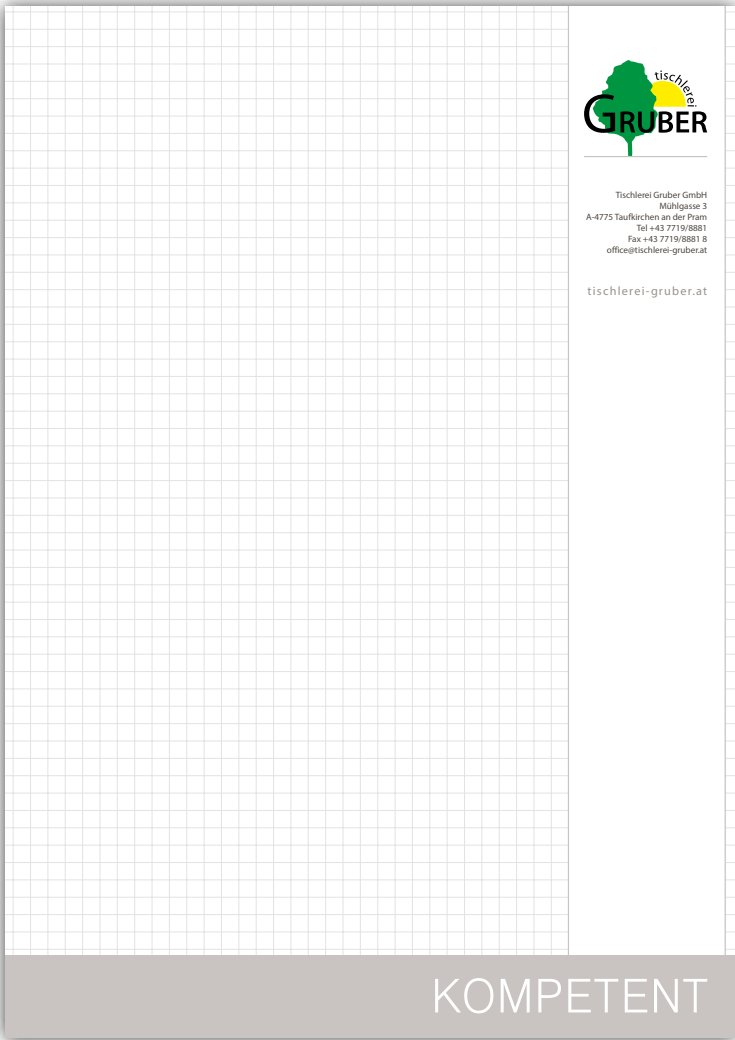 tischlerei
GRUBER
Tischlerei Gruber GmbH
Mühlgasse 3
A-4775 Taufkirchen an der Pram
Tel +43 7719/8881
Fax +43 7719/8881 8
office@tischlerei-gruber.at
tischlerei-gruber.at
KOMPETENT